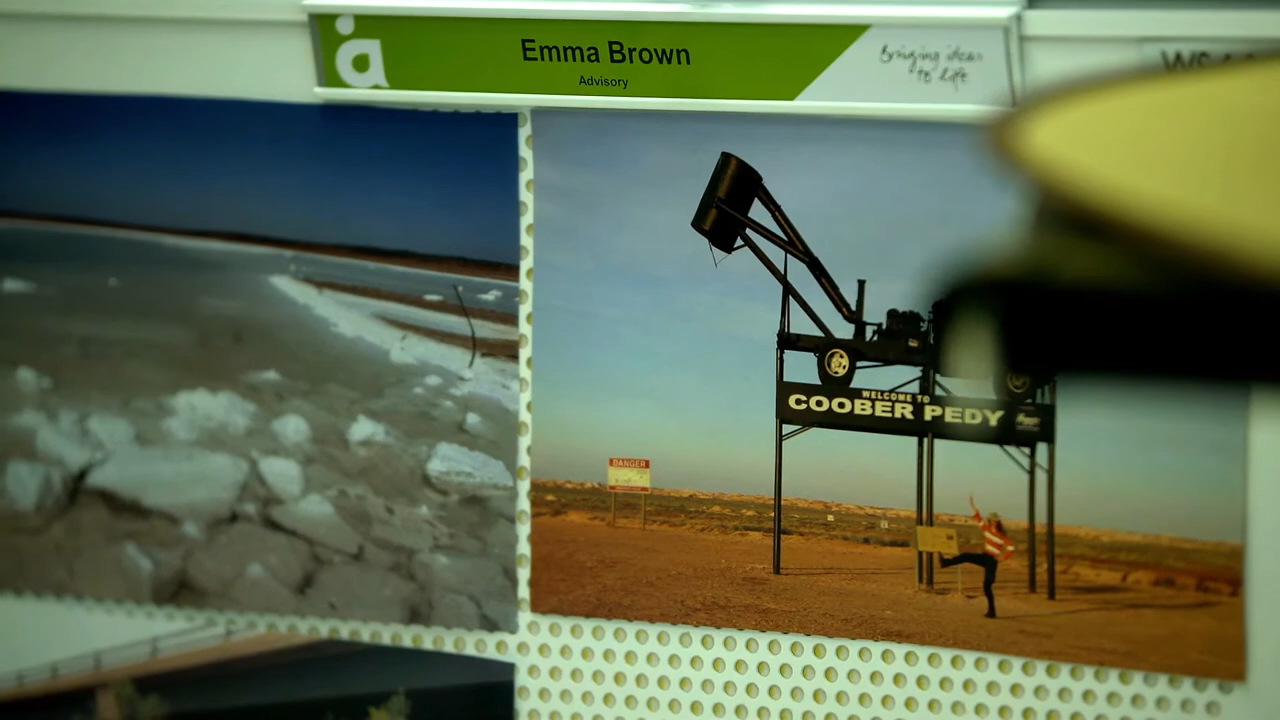 a
Emma Brown
Advisory
Bringing ideas
to life
WELCOME TO
COOBER PEDY
DANGER